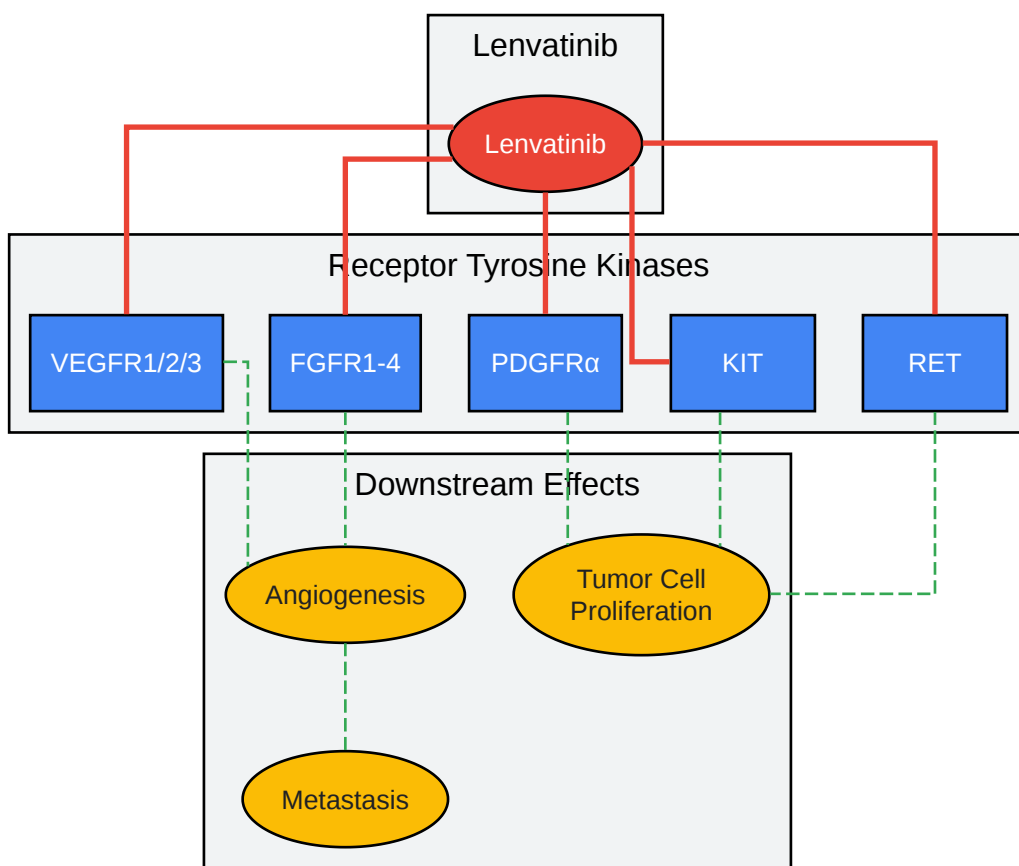 Lenvatinib
Lenvatinib
Receptor Tyrosine Kinases
VEGFR1/2/3
FGFR1-4
PDGFRα
KIT
RET
Downstream Effects
Angiogenesis
Tumor Cell
Proliferation
Metastasis